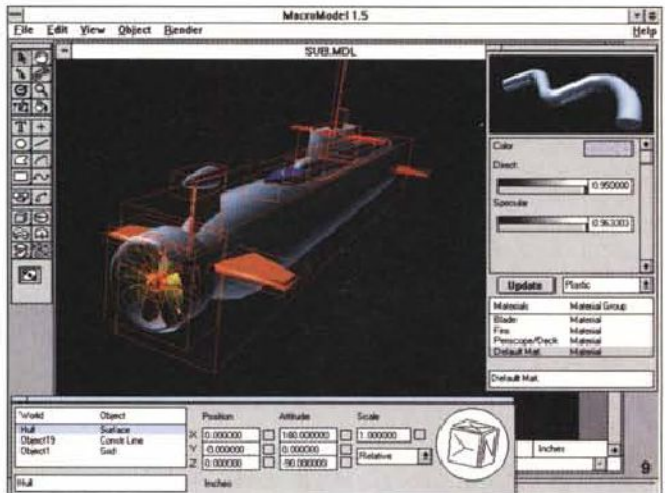 MacroModel 1.5
File Edit View Object Render Help
SUB.MDL
T
Color
Direct
0.950000
Specular
0.963303
Update Plastic
Materials Material Group
Blades Material
Fins Material
Periscope/Deck Material
Default Mat. Material
Default Mat.
World Object
Hull Surface
Object19 Constr Line
Object1 Grid
Hull
Position Attitude Scale
X 0.000000 180.000000 1.000000
Y -0.000000 0.000000 Relative
Z 0.000000 -90.000000
Inches
Inches
9